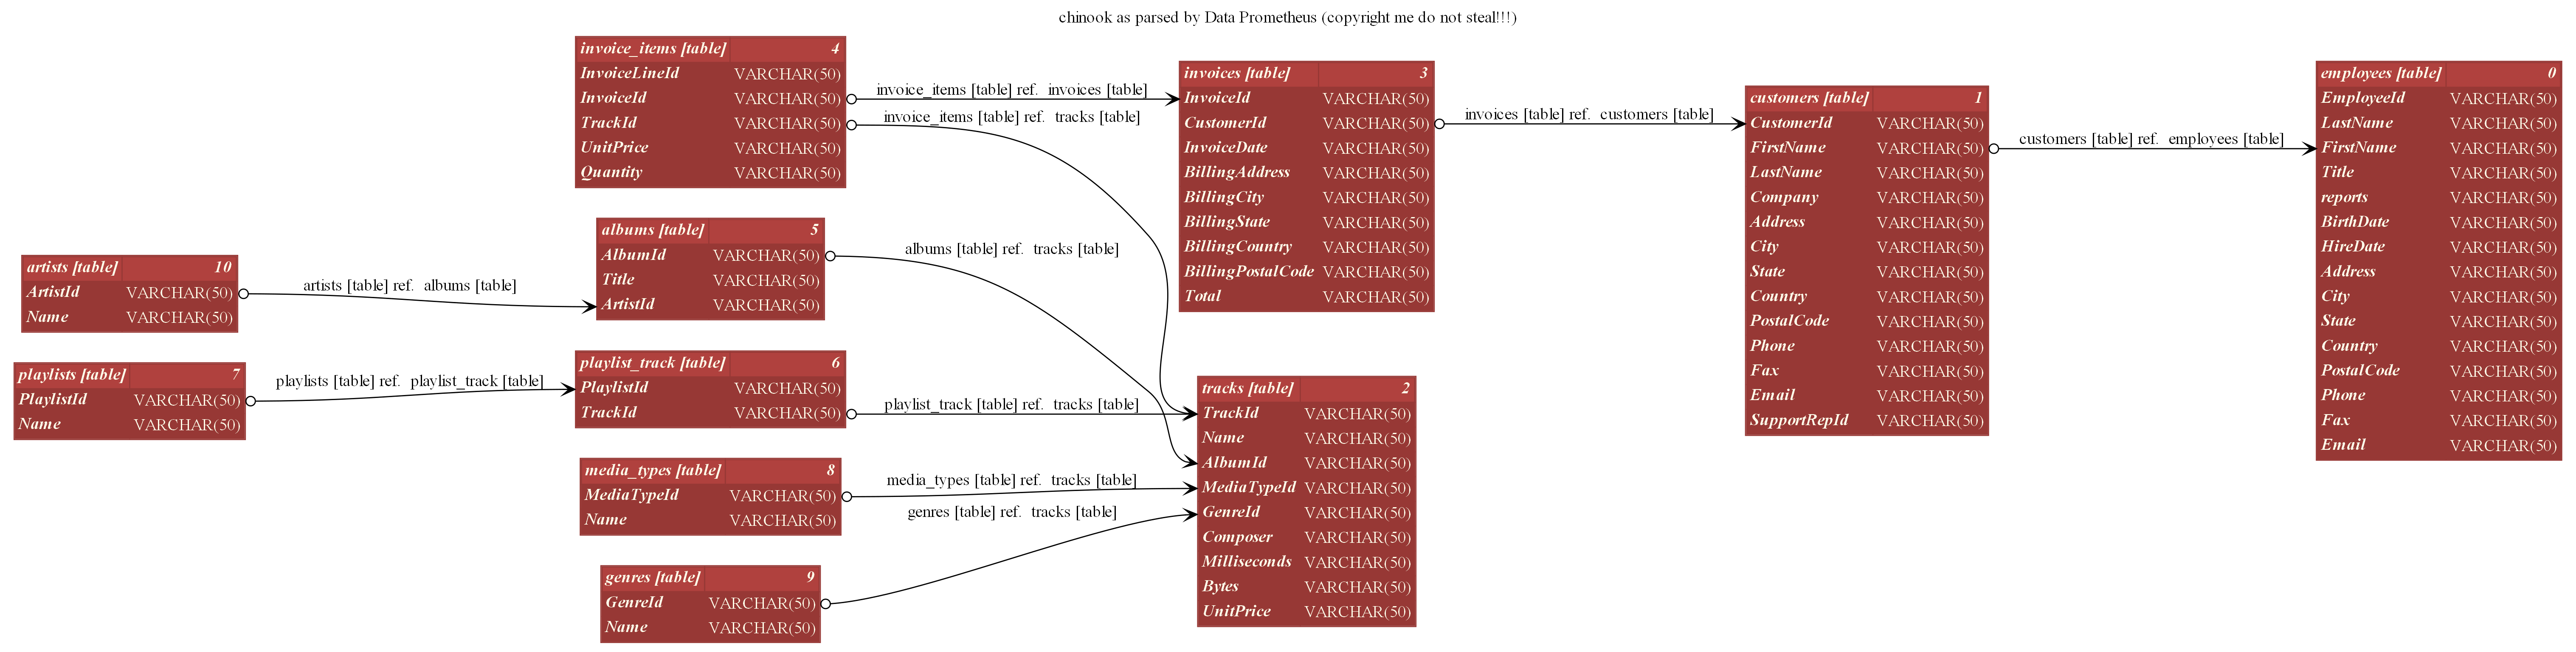 chinook as parsed by Data Prometheus (copyright me do not steal!!!)
invoice_items [table] 4
InvoiceLineId VARCHAR(50)
InvoiceId VARCHAR(50)
TrackId VARCHAR(50)
UnitPrice VARCHAR(50)
Quantity VARCHAR(50)
invoice_items [table] ref. invoices [table]
invoice_items [table] ref. tracks [table]
invoices [table] 3
InvoiceId VARCHAR(50)
CustomerId VARCHAR(50)
InvoiceDate VARCHAR(50)
BillingAddress VARCHAR(50)
BillingCity VARCHAR(50)
BillingState VARCHAR(50)
BillingCountry VARCHAR(50)
BillingPostalCode VARCHAR(50)
Total VARCHAR(50)
invoices [table] ref. customers [table]
customers [table] 1
CustomerId VARCHAR(50)
FirstName VARCHAR(50)
LastName VARCHAR(50)
Company VARCHAR(50)
Address VARCHAR(50)
City VARCHAR(50)
State VARCHAR(50)
Country VARCHAR(50)
PostalCode VARCHAR(50)
Phone VARCHAR(50)
Fax VARCHAR(50)
Email VARCHAR(50)
SupportRepId VARCHAR(50)
customers [table] ref. employees [table]
employees [table] 0
EmployeeId VARCHAR(50)
LastName VARCHAR(50)
FirstName VARCHAR(50)
Title VARCHAR(50)
reports VARCHAR(50)
BirthDate VARCHAR(50)
HireDate VARCHAR(50)
Address VARCHAR(50)
City VARCHAR(50)
State VARCHAR(50)
Country VARCHAR(50)
PostalCode VARCHAR(50)
Phone VARCHAR(50)
Fax VARCHAR(50)
Email VARCHAR(50)
artists [table] 10
ArtistId VARCHAR(50)
Name VARCHAR(50)
artists [table] ref. albums [table]
albums [table] 5
AlbumId VARCHAR(50)
Title VARCHAR(50)
ArtistId VARCHAR(50)
albums [table] ref. tracks [table]
playlists [table] 7
PlaylistId VARCHAR(50)
Name VARCHAR(50)
playlists [table] ref. playlist_track [table]
playlist_track [table] 6
PlaylistId VARCHAR(50)
TrackId VARCHAR(50)
playlist_track [table] ref. tracks [table]
media_types [table] 8
MediaTypeId VARCHAR(50)
Name VARCHAR(50)
media_types [table] ref. tracks [table]
genres [table] 9
GenreId VARCHAR(50)
Name VARCHAR(50)
genres [table] ref. tracks [table]
tracks [table] 2
TrackId VARCHAR(50)
Name VARCHAR(50)
AlbumId VARCHAR(50)
MediaTypeId VARCHAR(50)
GenreId VARCHAR(50)
Composer VARCHAR(50)
Milliseconds VARCHAR(50)
Bytes VARCHAR(50)
UnitPrice VARCHAR(50)